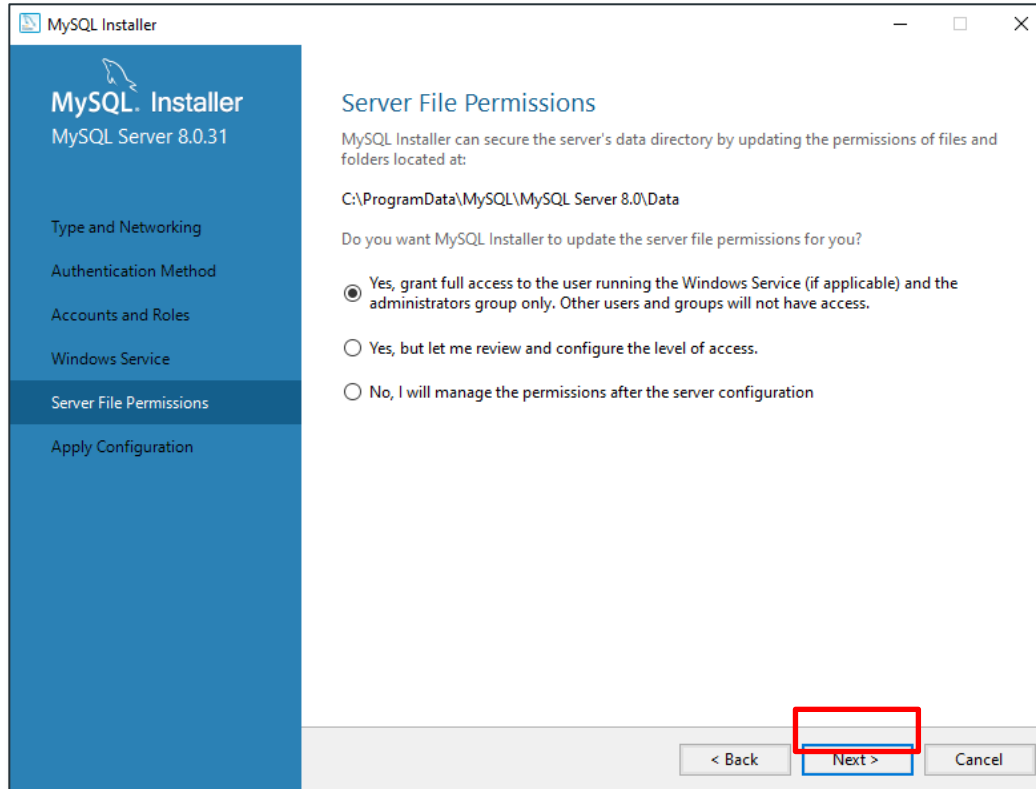 MySQL Installer
MySQL. Installer
MySQL Server 8.0.31
Type and Networking
Authentication Method
Accounts and Roles
Windows Service
Server File Permissions
Apply Configuration
Server File Permissions
MySQL Installer can secure the server's data directory by updating the permissions of files and
folders located at:
C:\ProgramData\MySQL\MySQL Server 8.0\Data
Do you want MySQL Installer to update the server file permissions for you?
Yes, grant full access to the user running the Windows Service (if applicable) and the
administrators group only. Other users and groups will not have access.
Yes, but let me review and configure the level of access.
No, I will manage the permissions after the server configuration
< Back
Next >
Cancel